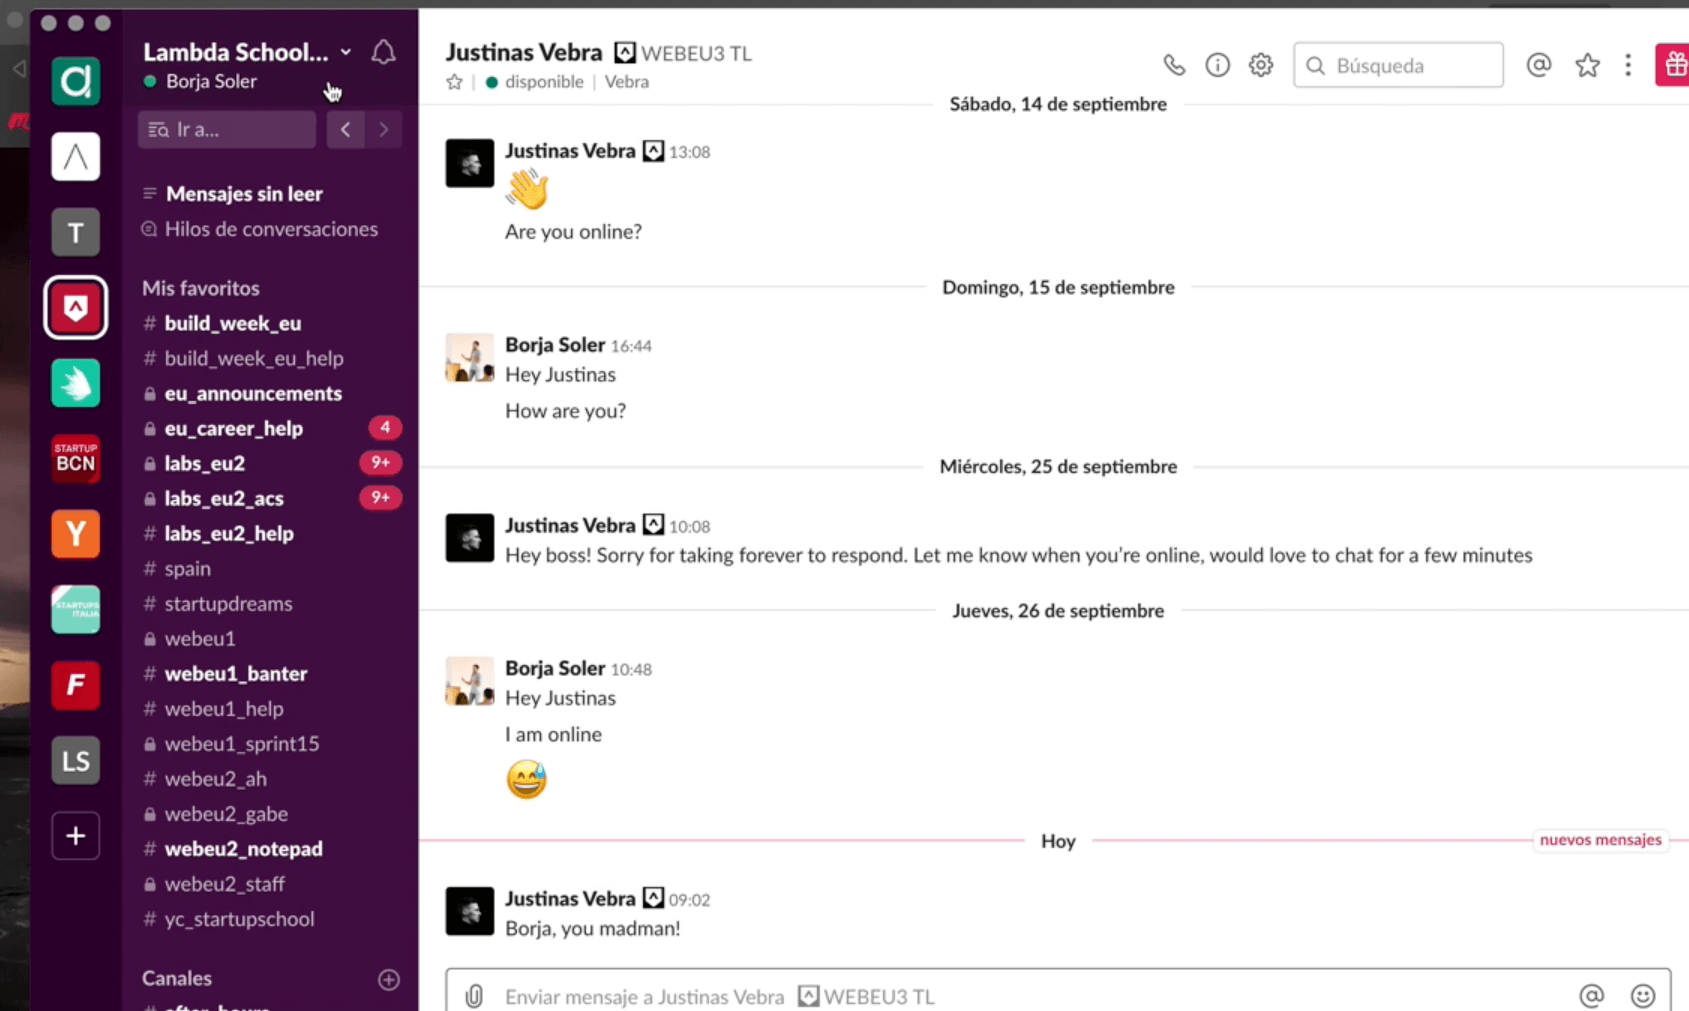 Lambda School...
Borja Soler
Ir a...
Mensajes sin leer
Hilos de conversaciones
Mis favoritos
# build_week_eu
# build_week_eu_help
eu_announcements
eu_career_help 4
labs_eu2 9+
labs_eu2_acs 9+
# labs_eu2_help
# spain
# startupdreams
webeu1
# webeu1_banter
# webeu1_help
webeu1_sprint15
# webeu2_ah
webeu2_gabe
# webeu2_notepad
webeu2_staff
# yc_startupschool
Canales
# after_hours
T
STARTUP
BCN
Y
STARTUPS
ITALIA
F
LS
+
Justinas Vebra WEBEU3 TL
disponible | Vebra
Búsqueda
Sábado, 14 de septiembre
Justinas Vebra 13:08
Are you online?
Domingo, 15 de septiembre
Borja Soler 16:44
Hey Justinas
How are you?
Miércoles, 25 de septiembre
Justinas Vebra 10:08
Hey boss! Sorry for taking forever to respond. Let me know when you’re online, would love to chat for a few minutes
Jueves, 26 de septiembre
Borja Soler 10:48
Hey Justinas
I am online
Hoy
nuevos mensajes
Justinas Vebra 09:02
Borja, you madman!
Enviar mensaje a Justinas Vebra WEBEU3 TL